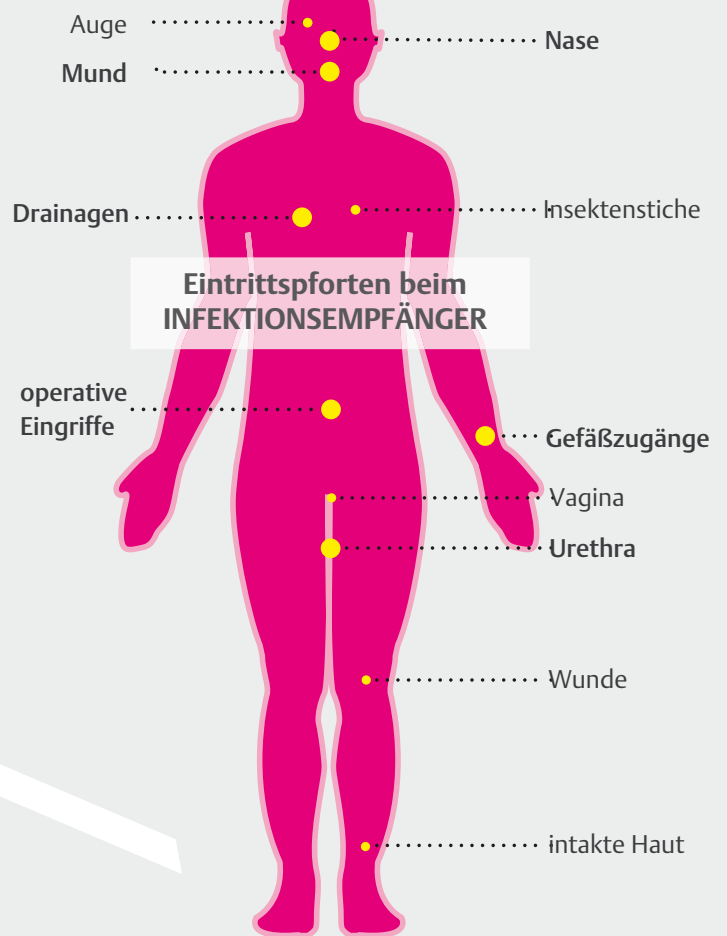 Auge
Nase
Mund
Drainagen
Insektenstiche
Eintrittspforten beim
INFEKTIONSEMPFÄNGER
operative
Eingriffe
Gefäßzugänge
Vagina
Urethra
Wunde
intakte Haut